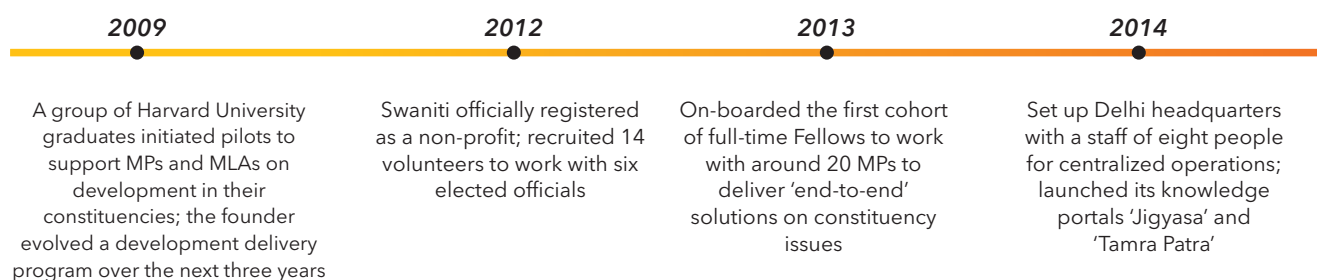 2009
A group of Harvard University
graduates initiated pilots to
support MPs and MLAs on
development in their
constituencies; the founder
evolved a development delivery
program over the next three years
2012
Swaniti officially registered
as a non-profit; recruited 14
volunteers to work with six
elected officials
2013
On-boarded the first cohort
of full-time Fellows to work
with around 20 MPs to
deliver ‘end-to-end’
solutions on constituency
issues
2014
Set up Delhi headquarters
with a staff of eight people
for centralized operations;
launched its knowledge
portals ‘Jigyasa’ and
‘Tamra Patra’